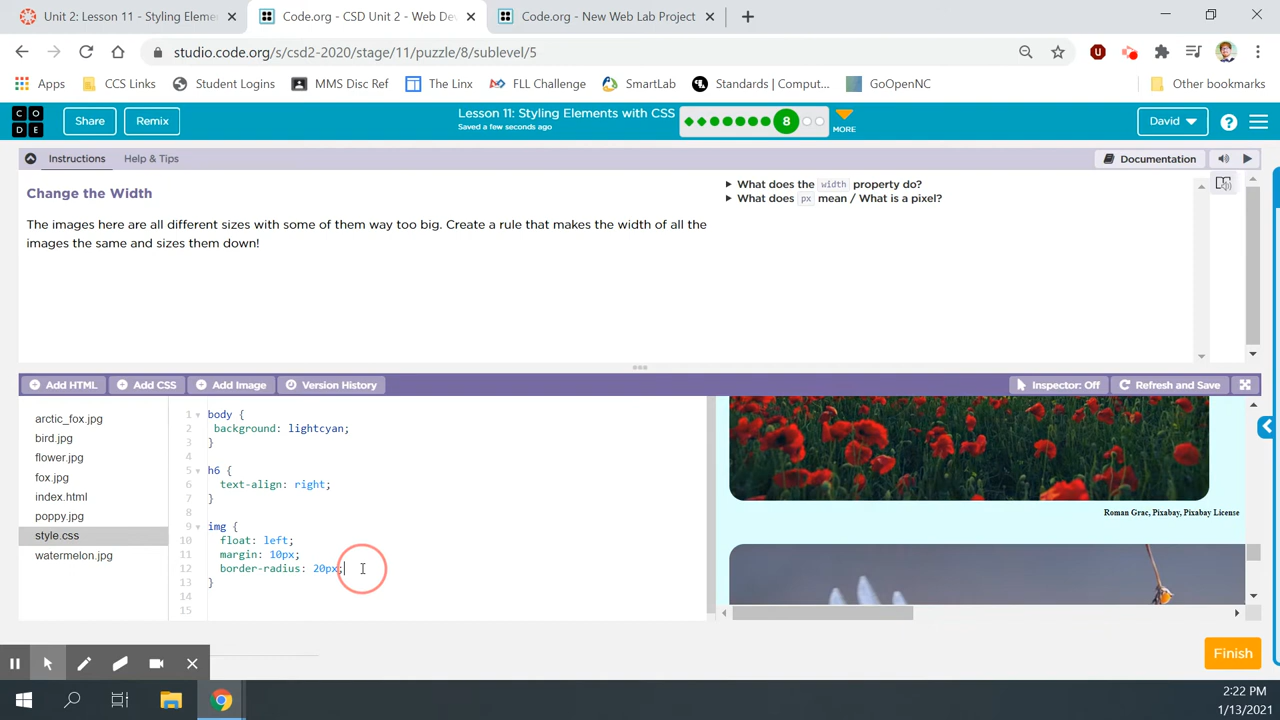 Unit 2: Lesson 11 - Styling Eleme
Code.org - CSD Unit 2 - Web De
Code.org - New Web Lab Project
studio.code.org/s/csd2-2020/stage/11/puzzle/8/sublevel/5
Apps
CCS Links
Student Logins
MMS Disc Ref
The Linx
FLL Challenge
SmartLab
Standards | Comput...
GoOpenNC
Other bookmarks
C O
D E
Share
Remix
Lesson 11: Styling Elements with CSS
Saved a few seconds ago
8
MORE
David
Instructions
Help & Tips
Documentation
Change the Width
The images here are all different sizes with some of them way too big. Create a rule that makes the width of all the
images the same and sizes them down!
What does the width property do?
What does px mean / What is a pixel?
Add HTML
Add CSS
Add Image
Version History
Inspector: Off
Refresh and Save
arctic_fox.jpg
bird.jpg
flower.jpg
fox.jpg
index.html
poppy.jpg
style.css
watermelon.jpg
1 body {
2 background: lightcyan;
3 }
4
5 h6 {
6 text-align: right;
7 }
8
9 img {
10 float: left;
11 margin: 10px;
12 border-radius: 20px;
13 }
14
15
Roman Grac, Pixabay, Pixabay License
Finish
2:22 PM
1/13/2021